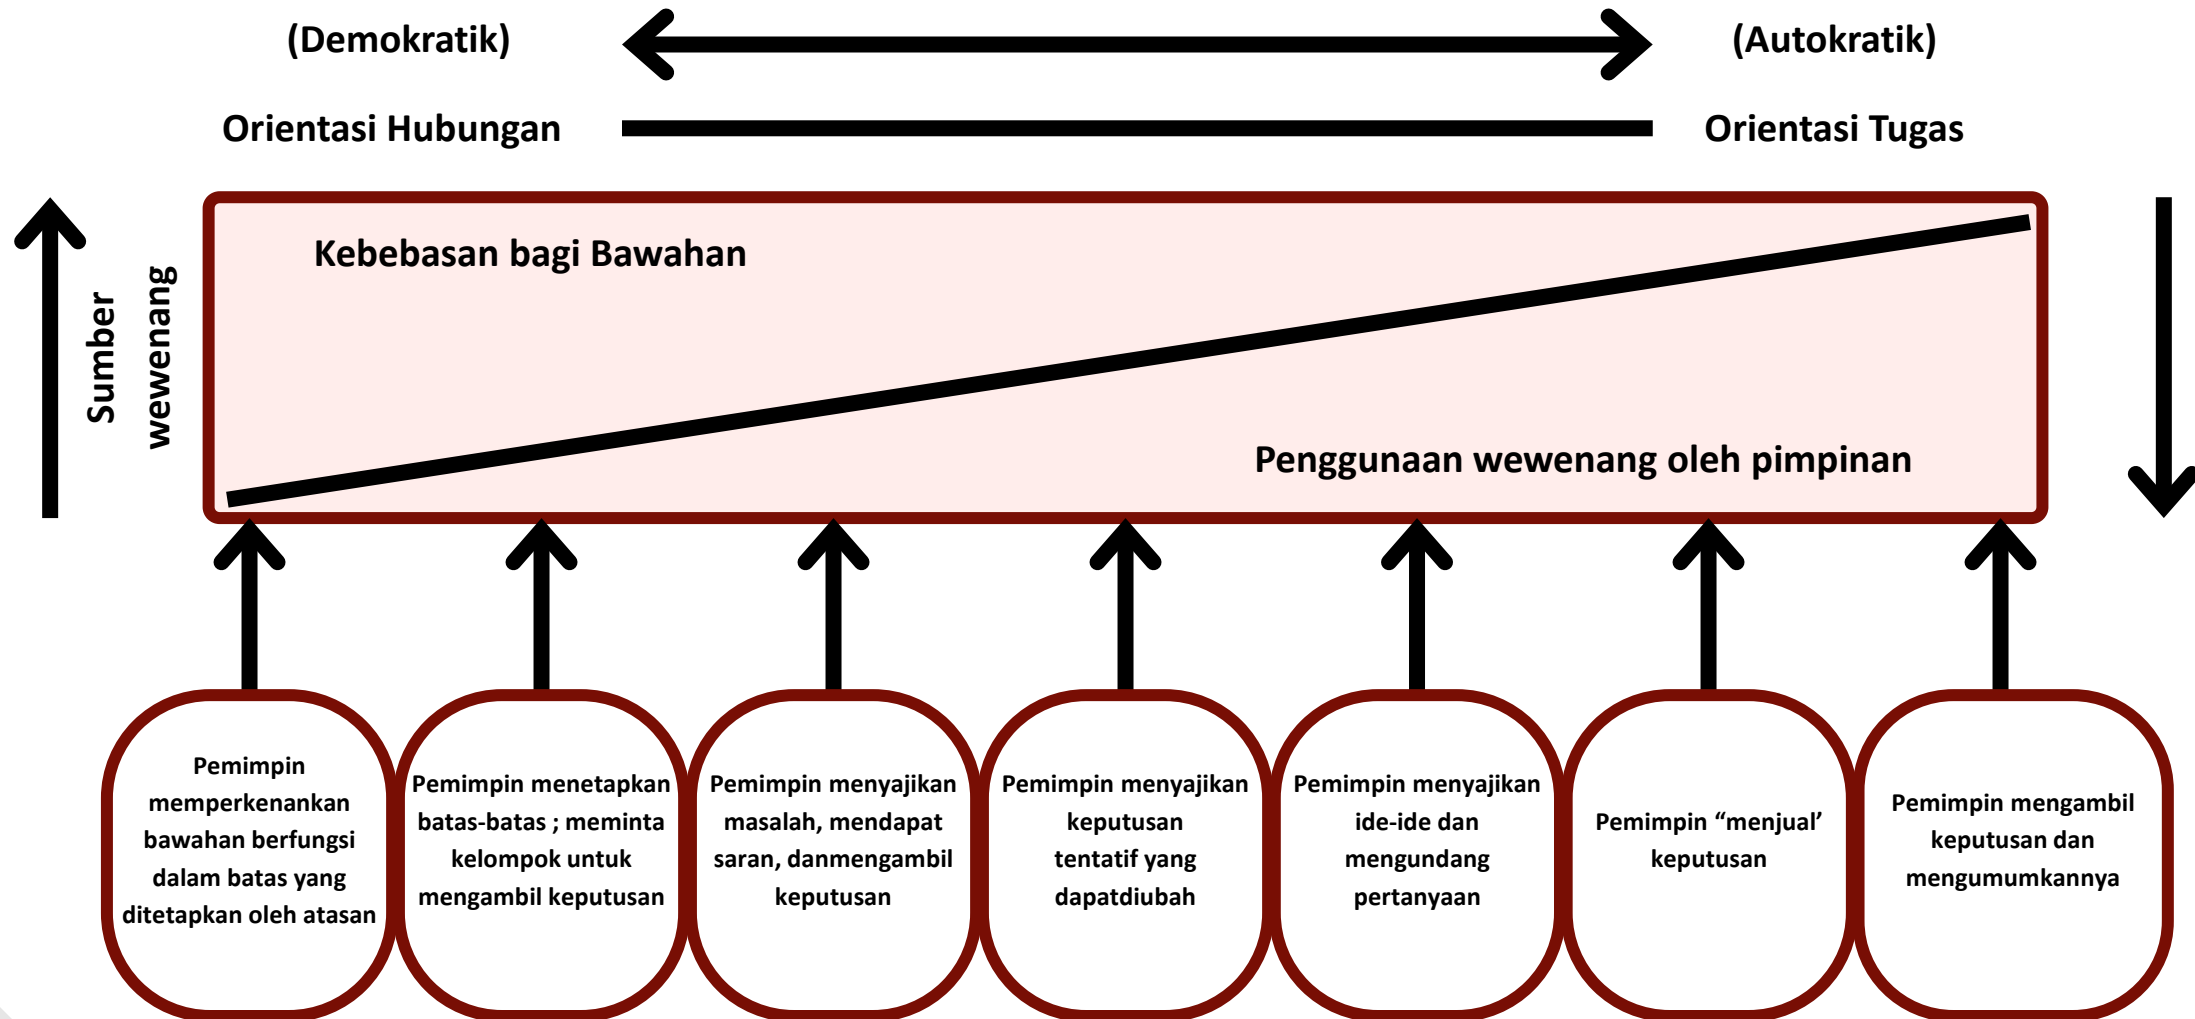 (Demokratik)
(Autokratik)
Orientasi Hubungan
Orientasi Tugas
Sumber
wewenang
Kebebasan bagi Bawahan
Penggunaan wewenang oleh pimpinan
Pemimpin
memperkenankan
bawahan berfungsi
dalam batas yang
ditetapkan oleh atasan
Pemimpin menetapkan
batas-batas ; meminta
kelompok untuk
mengambil keputusan
Pemimpin menyajikan
masalah, mendapat
saran, danmengambil
keputusan
Pemimpin menyajikan
keputusan
tentatif yang
dapatdiubah
Pemimpin menyajikan
ide-ide dan
mengundang
pertanyaan
Pemimpin “menjual’
keputusan
Pemimpin mengambil
keputusan dan
mengumumkannya